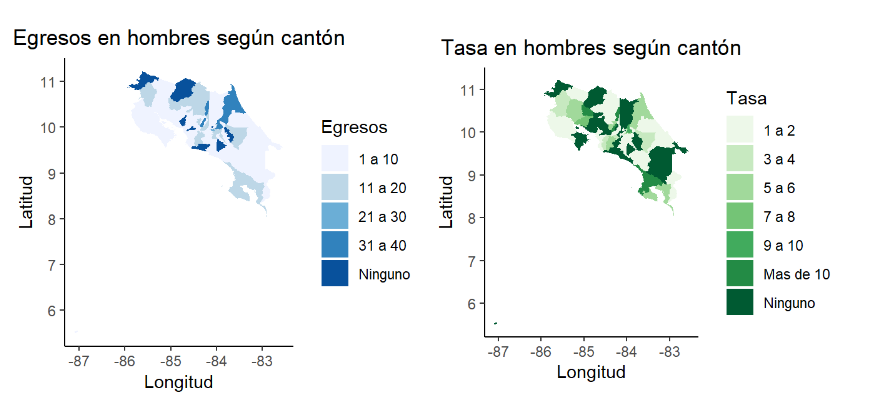 Egresos en hombres según cantón
11
10
9
8
7
6
Latitud
-87
-86
-85
-84
-83
Longitud
Egresos
1 a 10
11 a 20
21 a 30
31 a 40
Ninguno
Tasa en hombres según cantón
11
10
9
8
7
6
Latitud
-87
-86
-85
-84
-83
Longitud
Tasa
1 a 2
3 a 4
5 a 6
7 a 8
9 a 10
Mas de 10
Ninguno